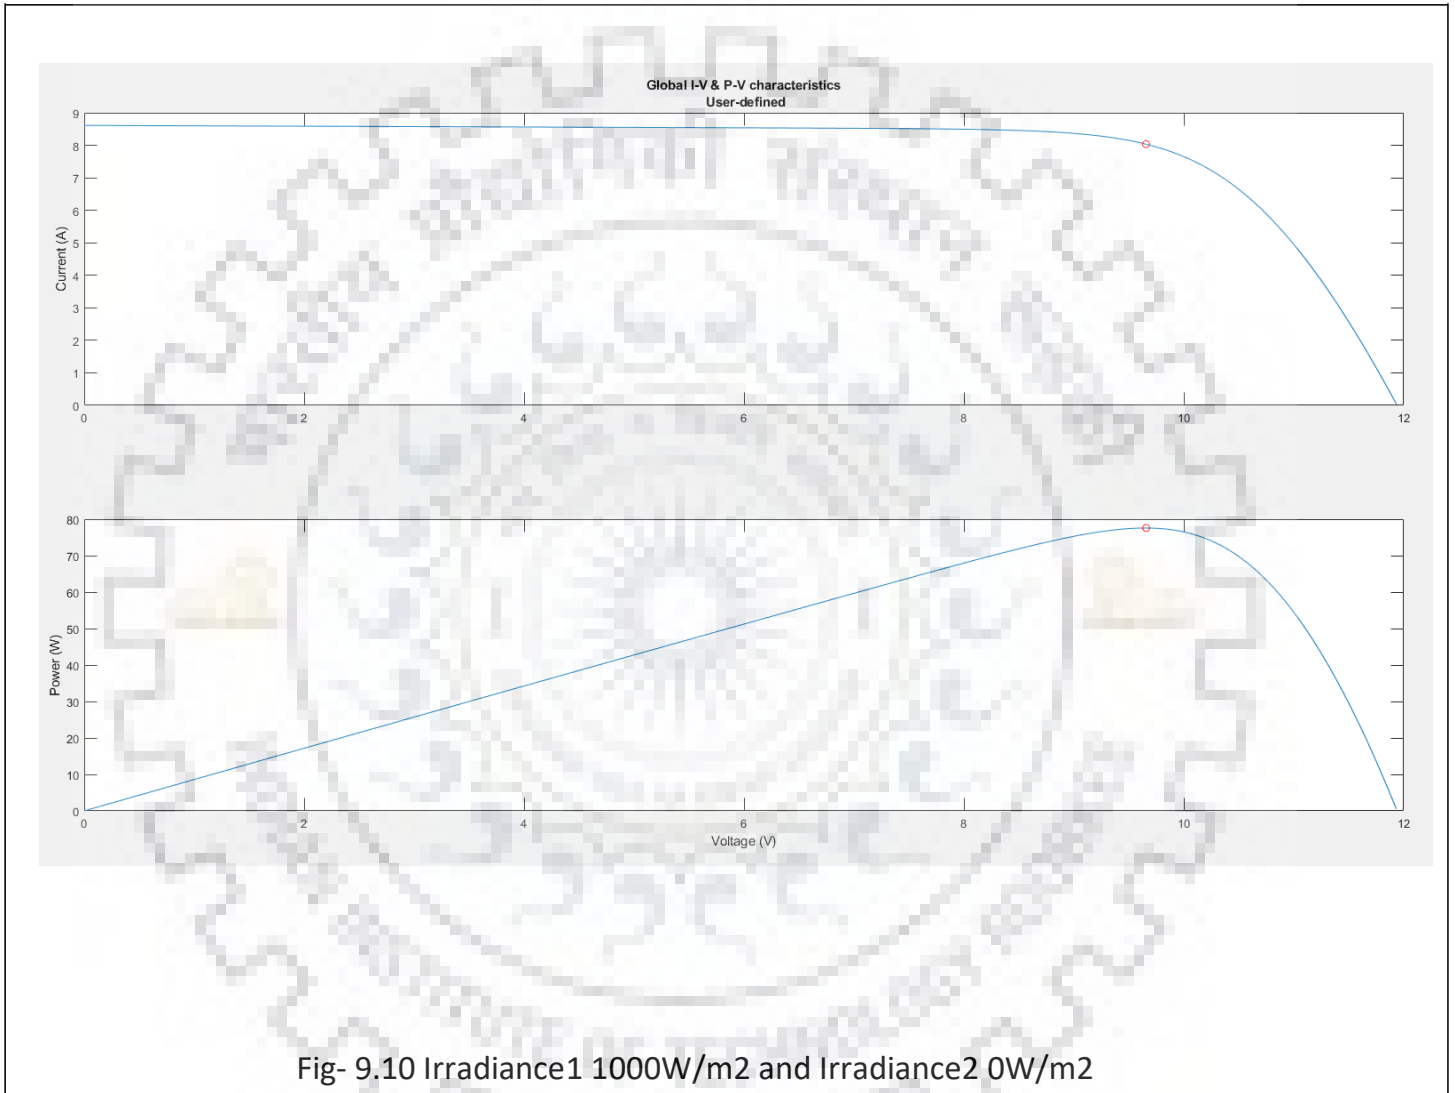 Global I-V & P-V characteristics
User-defined
9
8
7
6
5
4
3
2
1
0
Current (A)
0 2 4 6 8 10 12
80
70
60
50
40
30
20
10
0
Power (W)
0 2 4 6 8 10 12
Voltage (V)
Fig- 9.10 Irradiance1 1000W/m2 and Irradiance2 0W/m2